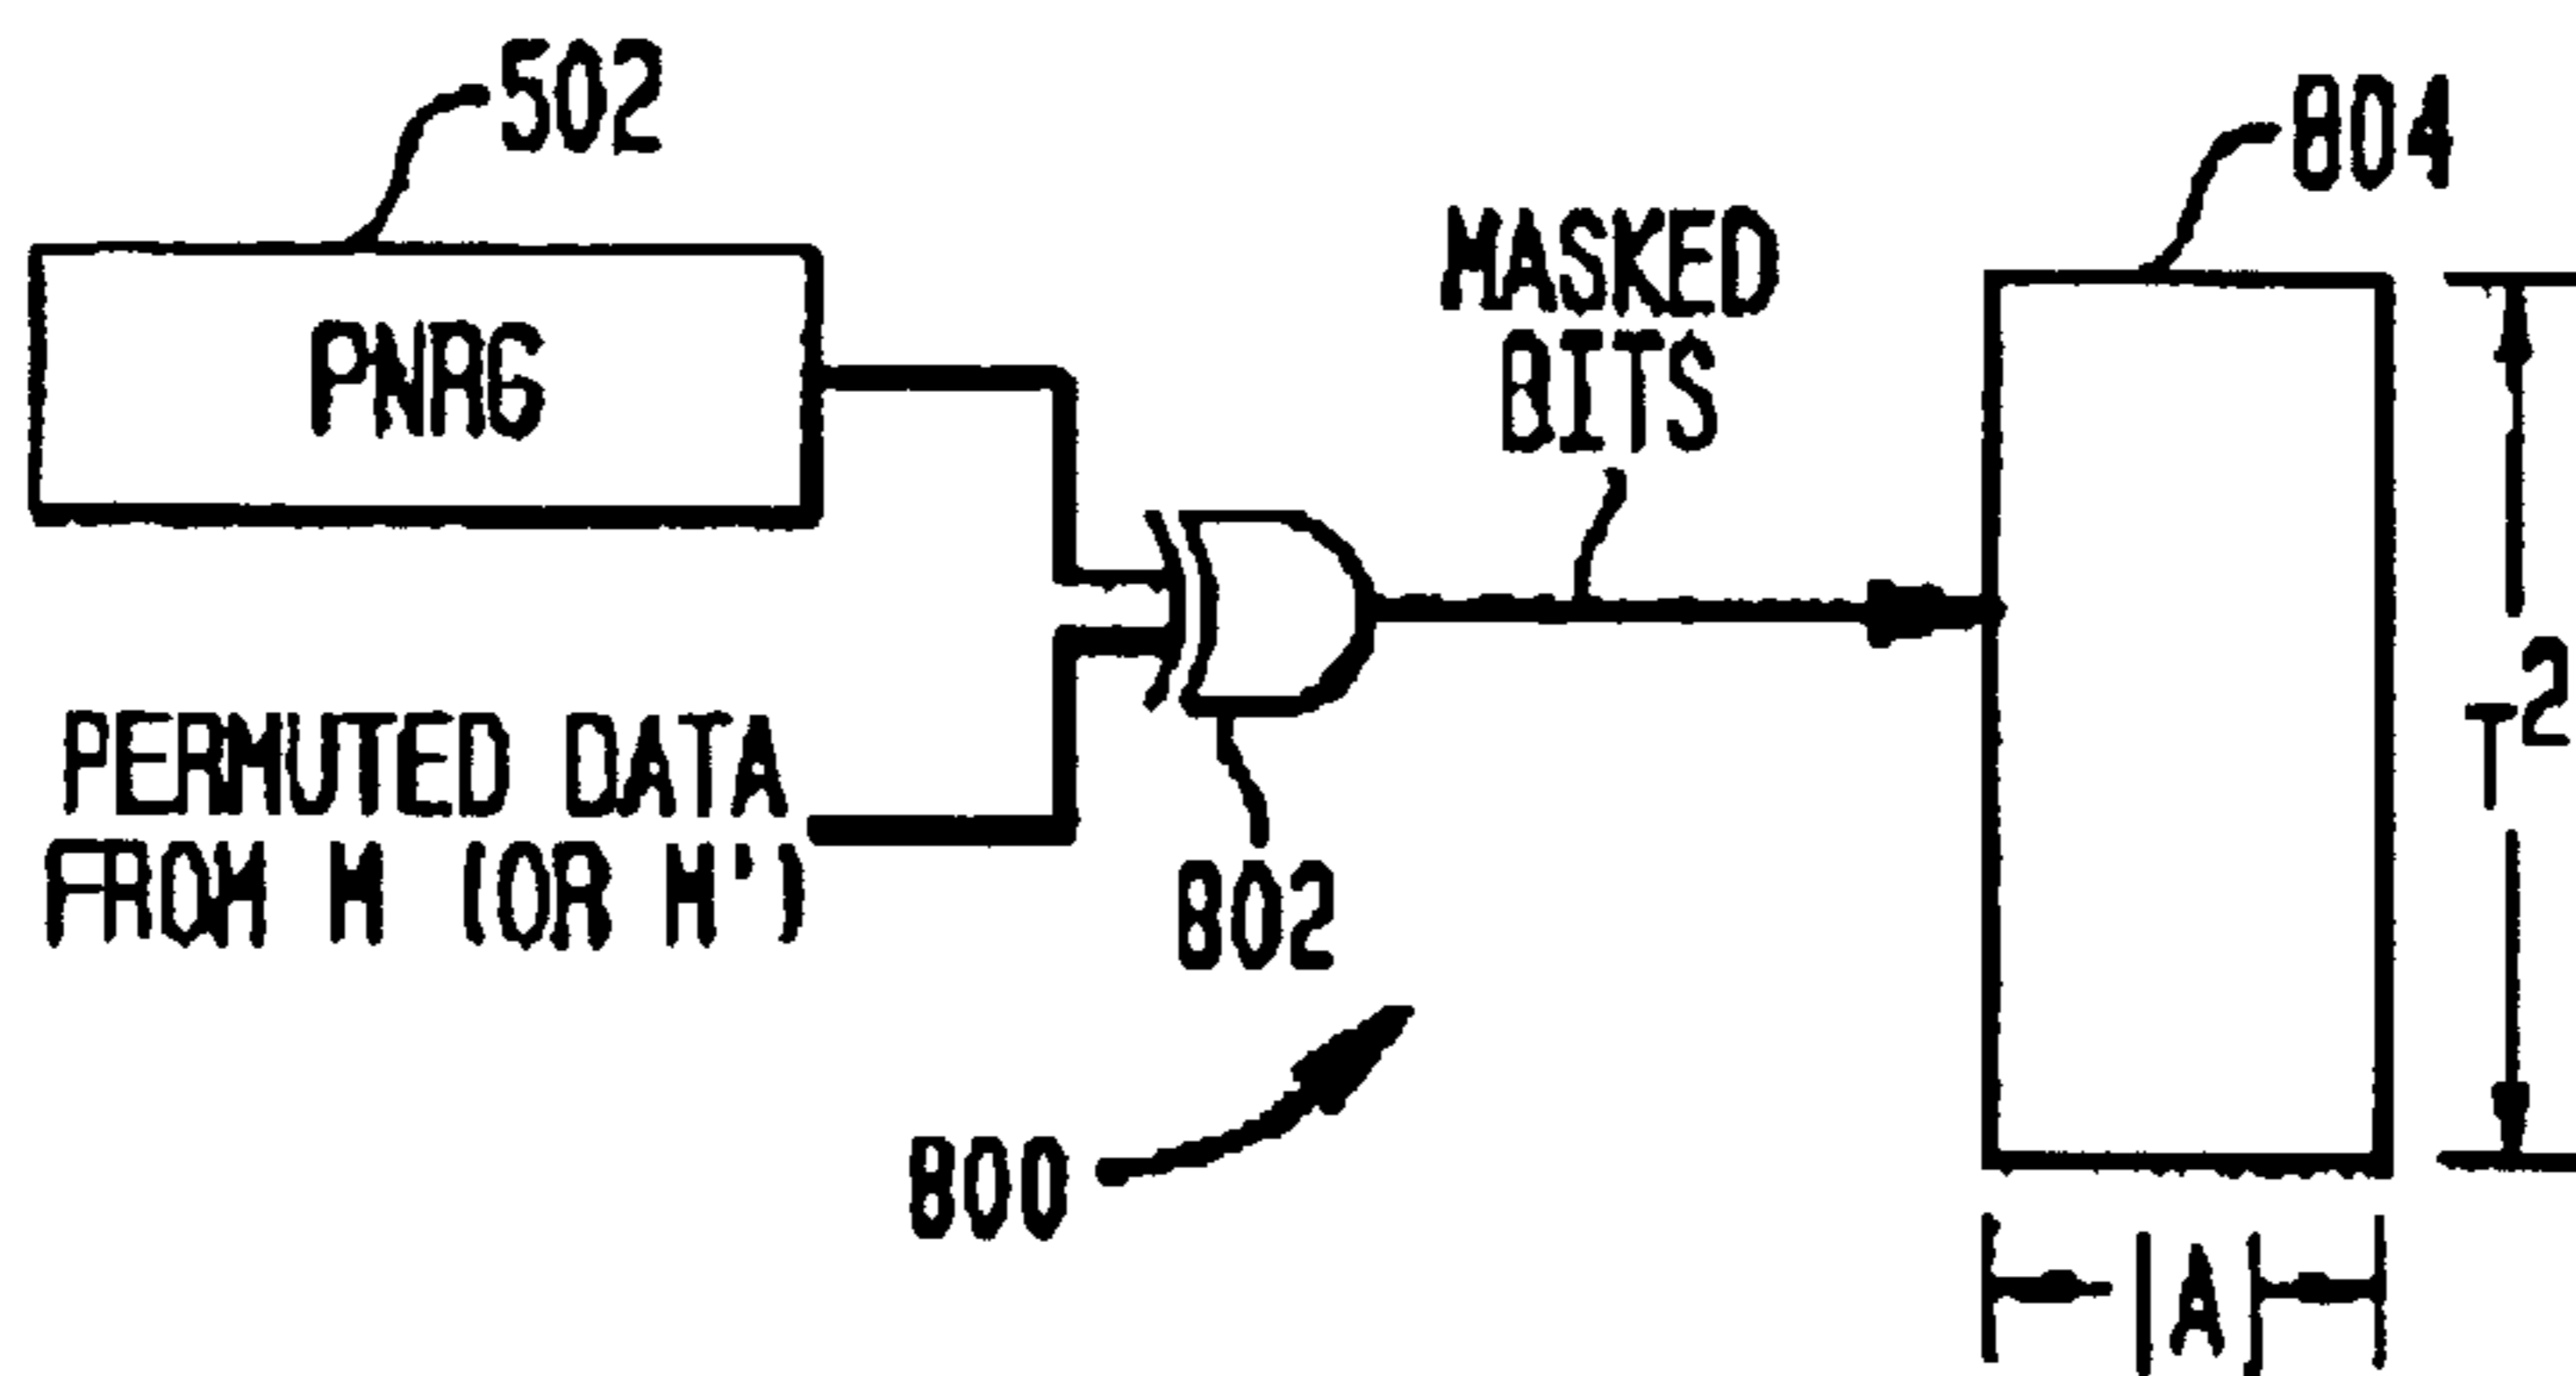 502
804
MASKED
BITS
PNRG
T²
PERMUTED DATA
FROM M (OR M')
802
800
|A|